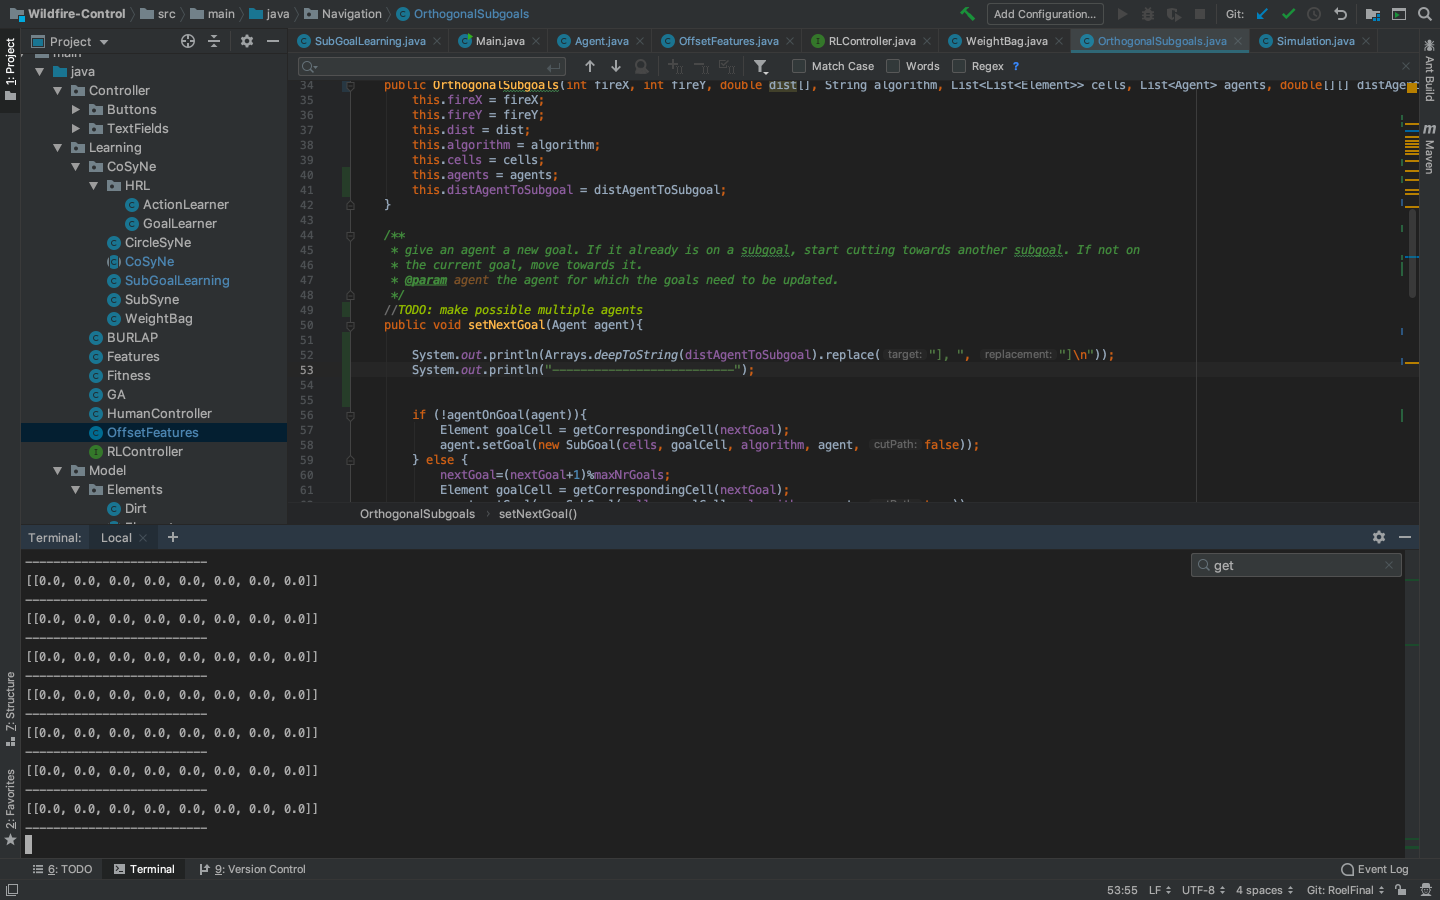 Wildfire-Control src main java Navigation OrthogonalSubgoals Add Configuration... Git:
1: Project
Project
SubGoalLearning.java Main.java Agent.java OffsetFeatures.java RLController.java WeightBag.java OrthogonalSubgoals.java Simulation.java
Match Case Words Regex ?
Ant Build
Maven
java
Controller
Buttons
TextFields
Learning
CoSyNe
HRL
ActionLearner
GoalLearner
CircleSyNe
CoSyNe
SubGoalLearning
SubSyne
WeightBag
BURLAP
Features
Fitness
GA
HumanController
OffsetFeatures
RLController
Model
Elements
Dirt
34 public OrthogonalSubgoals(int fireX, int fireY, double dist[], String algorithm, List<List<Element>> cells, List<Agent> agents, double[][] distAgent
35 this.fireX = fireX;
36 this.fireY = fireY;
37 this.dist = dist;
38 this.algorithm = algorithm;
39 this.cells = cells;
40 this.agents = agents;
41 this.distAgentToSubgoal = distAgentToSubgoal;
42 }
43
44 /**
45 * give an agent a new goal. If it already is on a subgoal, start cutting towards another subgoal. If not on
46 * the current goal, move towards it.
47 * @param agent the agent for which the goals need to be updated.
48 */
49 //TODO: make possible multiple agents
50 public void setNextGoal(Agent agent){
51
52 System.out.println(Arrays.deepToString(distAgentToSubgoal).replace( target: "], ", replacement: "]\n"));
53 System.out.println("--------------------------");
54
55
56 if (!agentOnGoal(agent)){
57 Element goalCell = getCorrespondingCell(nextGoal);
58 agent.setGoal(new SubGoal(cells, goalCell, algorithm, agent, cutPath: false));
59 } else {
60 nextGoal=(nextGoal+1)%maxNrGoals;
61 Element goalCell = getCorrespondingCell(nextGoal);
OrthogonalSubgoals › setNextGoal()
Terminal: Local +
get
--------------------------
[[0.0, 0.0, 0.0, 0.0, 0.0, 0.0, 0.0, 0.0]]
--------------------------
[[0.0, 0.0, 0.0, 0.0, 0.0, 0.0, 0.0, 0.0]]
--------------------------
[[0.0, 0.0, 0.0, 0.0, 0.0, 0.0, 0.0, 0.0]]
--------------------------
[[0.0, 0.0, 0.0, 0.0, 0.0, 0.0, 0.0, 0.0]]
--------------------------
[[0.0, 0.0, 0.0, 0.0, 0.0, 0.0, 0.0, 0.0]]
--------------------------
[[0.0, 0.0, 0.0, 0.0, 0.0, 0.0, 0.0, 0.0]]
--------------------------
[[0.0, 0.0, 0.0, 0.0, 0.0, 0.0, 0.0, 0.0]]
--------------------------
7: Structure
2: Favorites
6: TODO Terminal 9: Version Control Event Log
53:55 LF UTF-8 4 spaces Git: RoelFinal